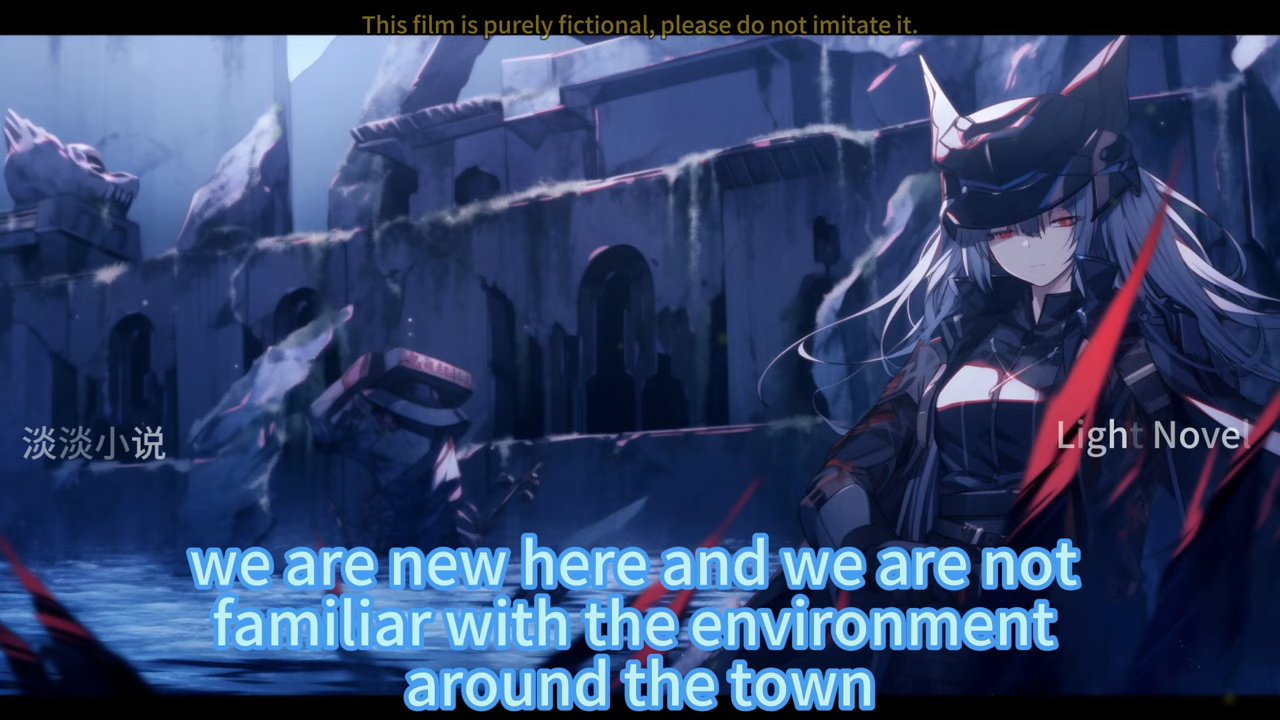 This film is purely fictional, please do not imitate it.
淡淡小说
Light Novel
we are new here and we are not
familiar with the environment
around the town